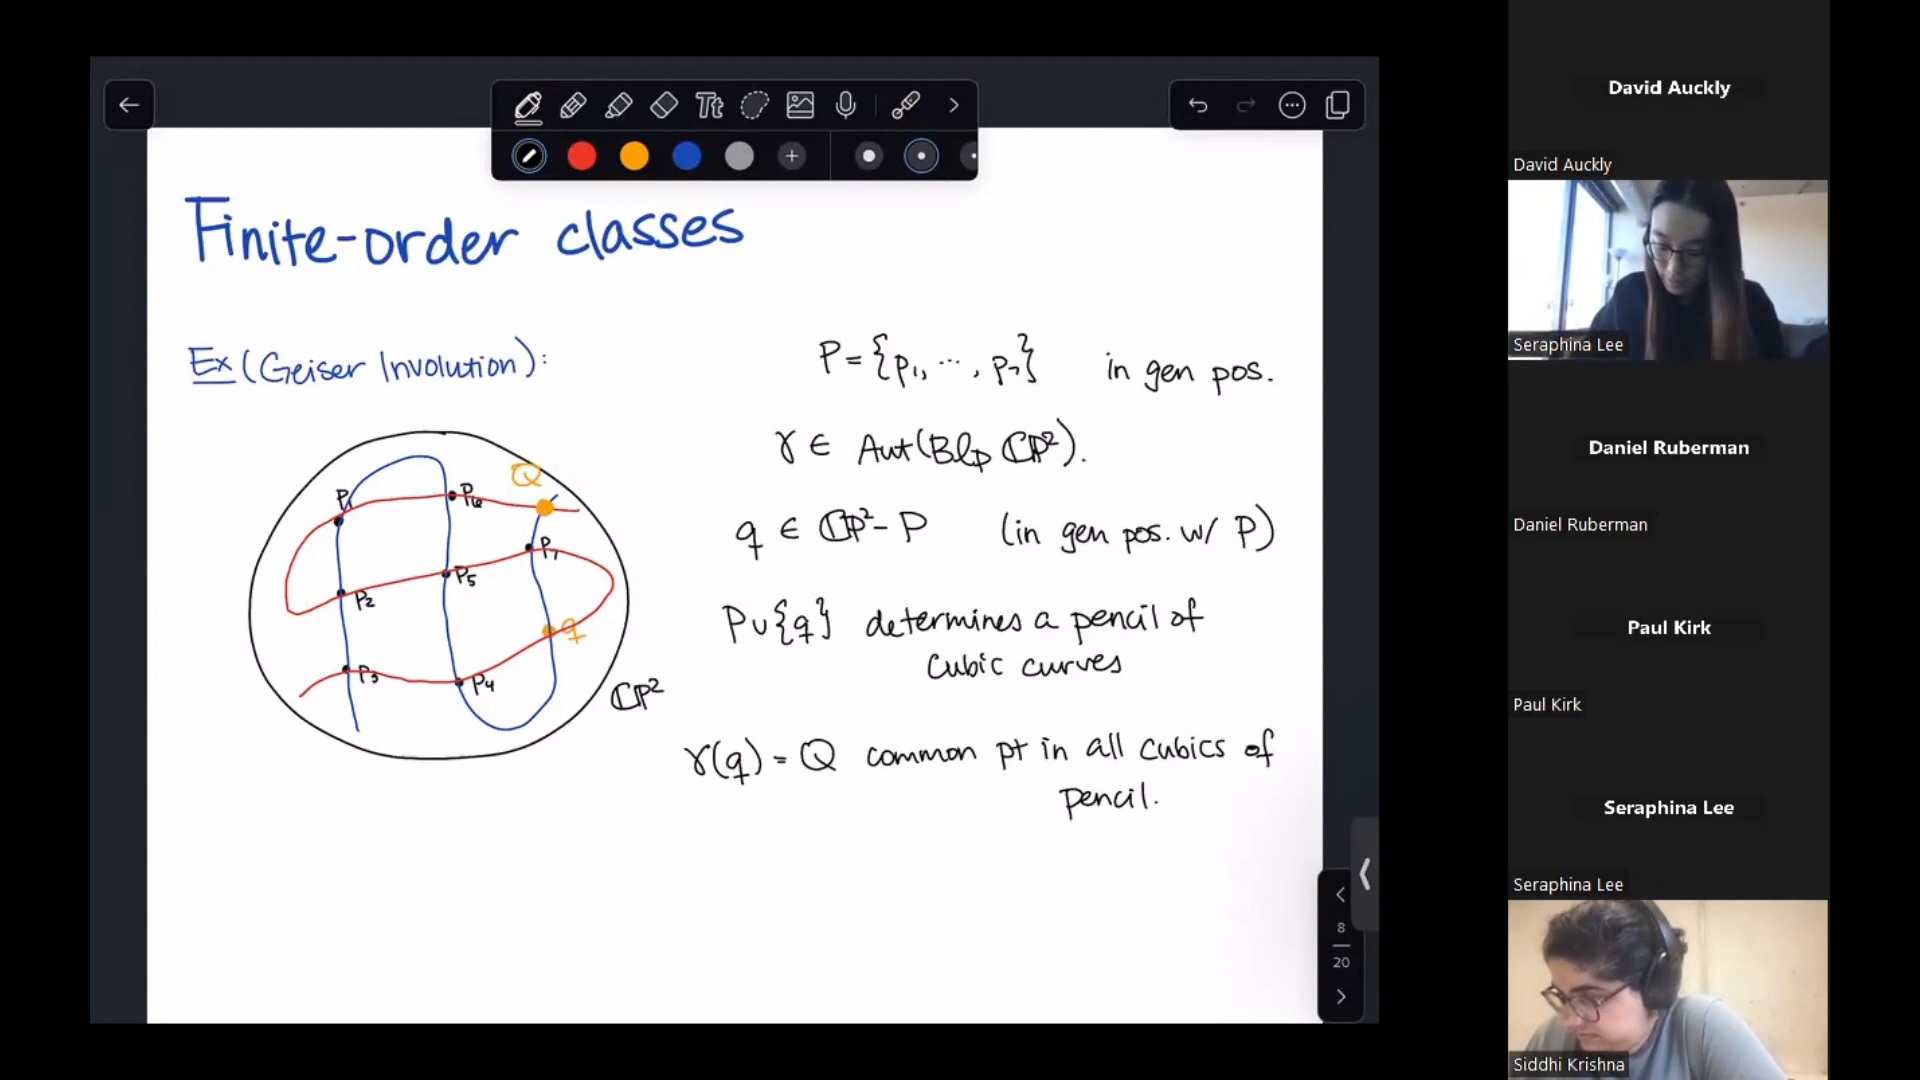 Tt
Finite-order classes
Ex (Geiser Involution):
P = {p₁, ⋯, p₇} in gen pos.
γ ∈ Aut(Bl_P ℂP²).
q ∈ ℂP² - P (in gen pos. w/ P)
P∪{q} determines a pencil of
cubic curves
γ(q) = Q common pt in all cubics of
pencil.
Q
P₁
P₆
P₇
P₅
P₂
q
P₃
P₄
ℂP²
8
20
David Auckly
David Auckly
Seraphina Lee
Daniel Ruberman
Daniel Ruberman
Paul Kirk
Paul Kirk
Seraphina Lee
Seraphina Lee
Siddhi Krishna